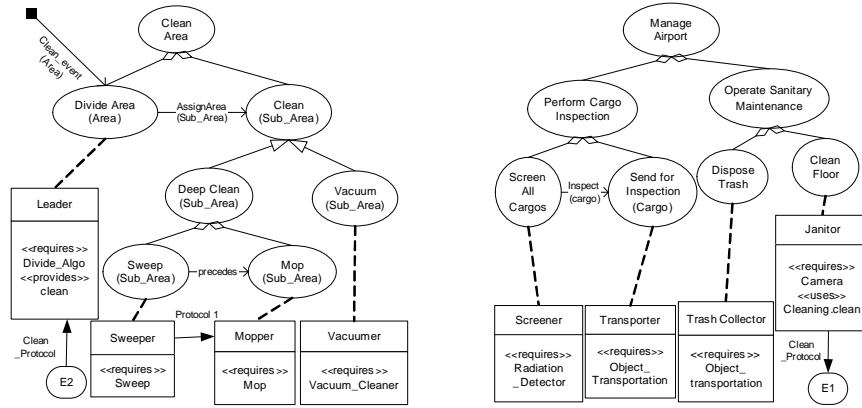 Clean
Area
Clean_event
(Area)
Divide Area
(Area)
AssignArea
(Sub_Area)
Clean
(Sub_Area)
Deep Clean
(Sub_Area)
Vacuum
(Sub_Area)
Leader
<<requires>>
Divide_Algo
<<provides>>
clean
Sweep
(Sub_Area)
precedes
Mop
(Sub_Area)
Clean
_Protocol
E2
Protocol 1
Sweeper
<<requires>>
Sweep
Mopper
<<requires>>
Mop
Vacuumer
<<requires>>
Vacuum_Cleaner
Manage
Airport
Perform Cargo
Inspection
Operate Sanitary
Maintenance
Screen
All
Cargos
Inspect
(cargo)
Send for
Inspection
(Cargo)
Dispose
Trash
Clean
Floor
Janitor
<<requires>>
Camera
<<uses>>
Cleaning.clean
Screener
<<requires>>
Radiation
_Detector
Transporter
<<requires>>
Object_
Transportation
Trash Collector
<<requires>>
Object_
transportation
Clean
_Protocol
E1